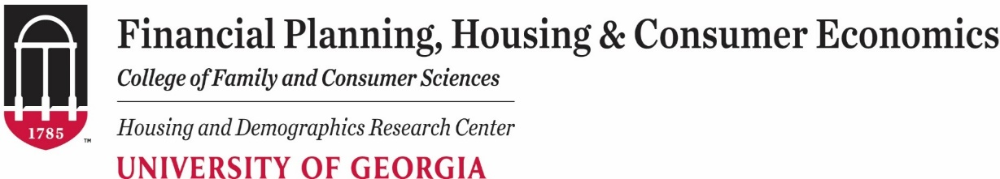 Financial Planning, Housing & Consumer Economics
College of Family and Consumer Sciences
Housing and Demographics Research Center
1785
TM
UNIVERSITY OF GEORGIA